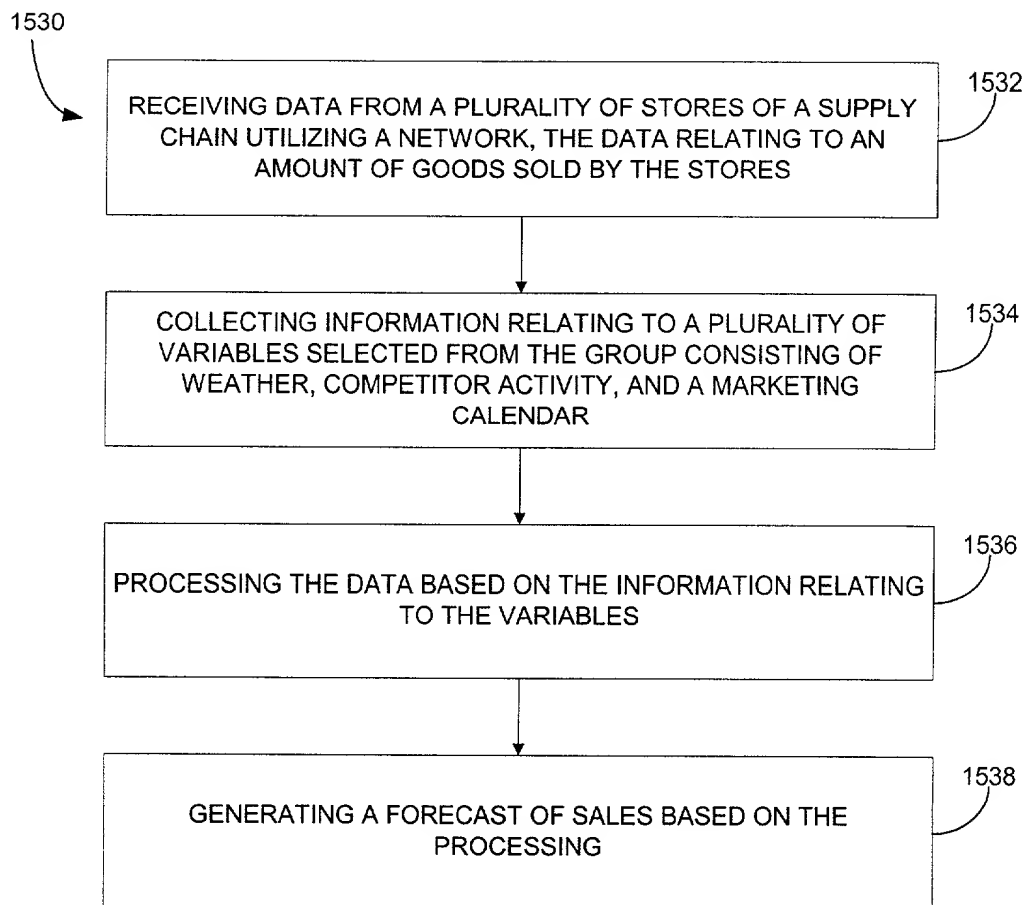 1530
1532
RECEIVING DATA FROM A PLURALITY OF STORES OF A SUPPLY
CHAIN UTILIZING A NETWORK, THE DATA RELATING TO AN
AMOUNT OF GOODS SOLD BY THE STORES
1534
COLLECTING INFORMATION RELATING TO A PLURALITY OF
VARIABLES SELECTED FROM THE GROUP CONSISTING OF
WEATHER, COMPETITOR ACTIVITY, AND A MARKETING
CALENDAR
1536
PROCESSING THE DATA BASED ON THE INFORMATION RELATING
TO THE VARIABLES
1538
GENERATING A FORECAST OF SALES BASED ON THE
PROCESSING